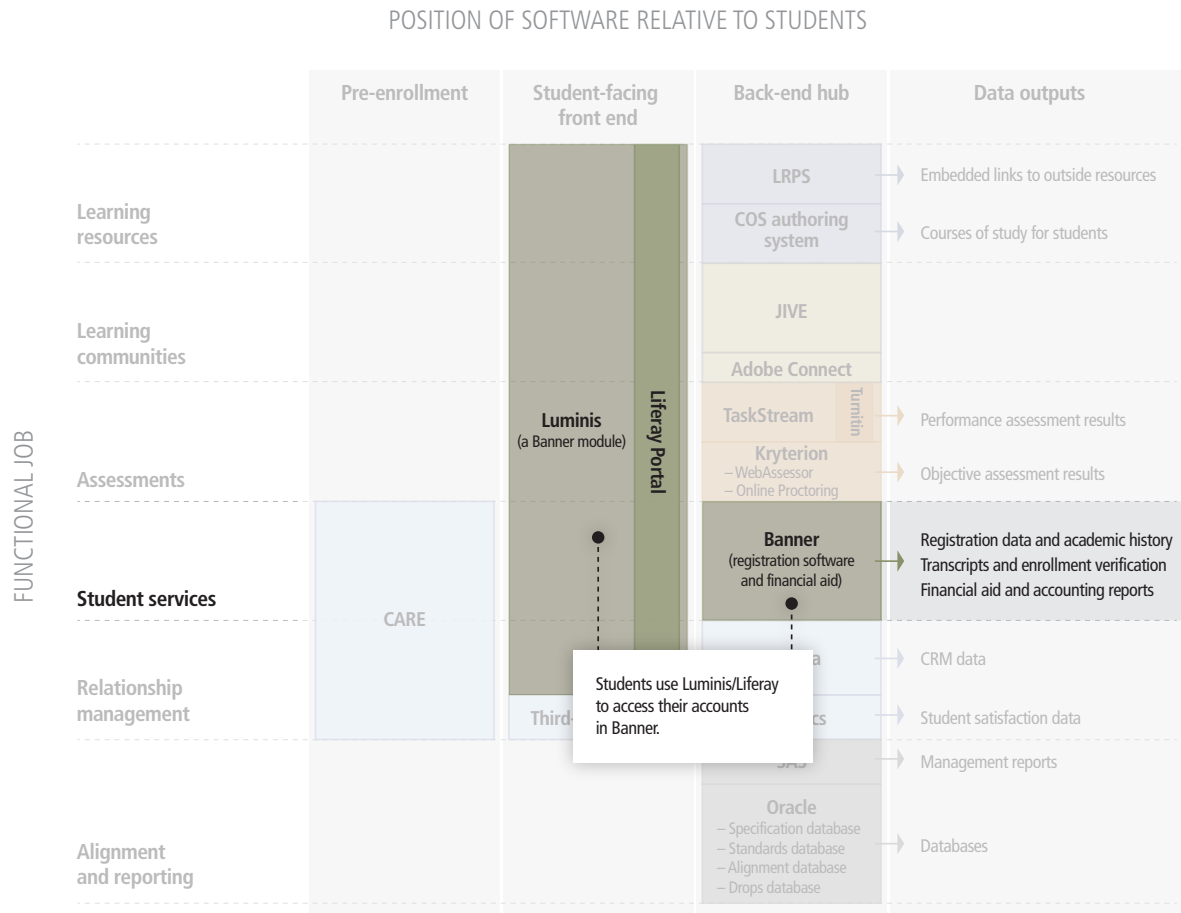 POSITION OF SOFTWARE RELATIVE TO STUDENTS
Pre-enrollment
Student-facing
front end
Back-end hub
Data outputs
FUNCTIONAL JOB
Learning
resources
LRPS
Embedded links to outside resources
COS authoring
system
Courses of study for students
Learning
communities
JIVE
Adobe Connect
Assessments
Luminis
(a Banner module)
Liferay Portal
TaskStream
Turnitin
Performance assessment results
Kryterion
– WebAssessor
– Online Proctoring
Objective assessment results
Student services
CARE
Banner
(registration software
and financial aid)
Registration data and academic history
Transcripts and enrollment verification
Financial aid and accounting reports
Students use Luminis/Liferay
to access their accounts
in Banner.
Relationship
management
CRM data
Third-
Student satisfaction data
Alignment
and reporting
SAS
Management reports
Oracle
– Specification database
– Standards database
– Alignment database
– Drops database
Databases